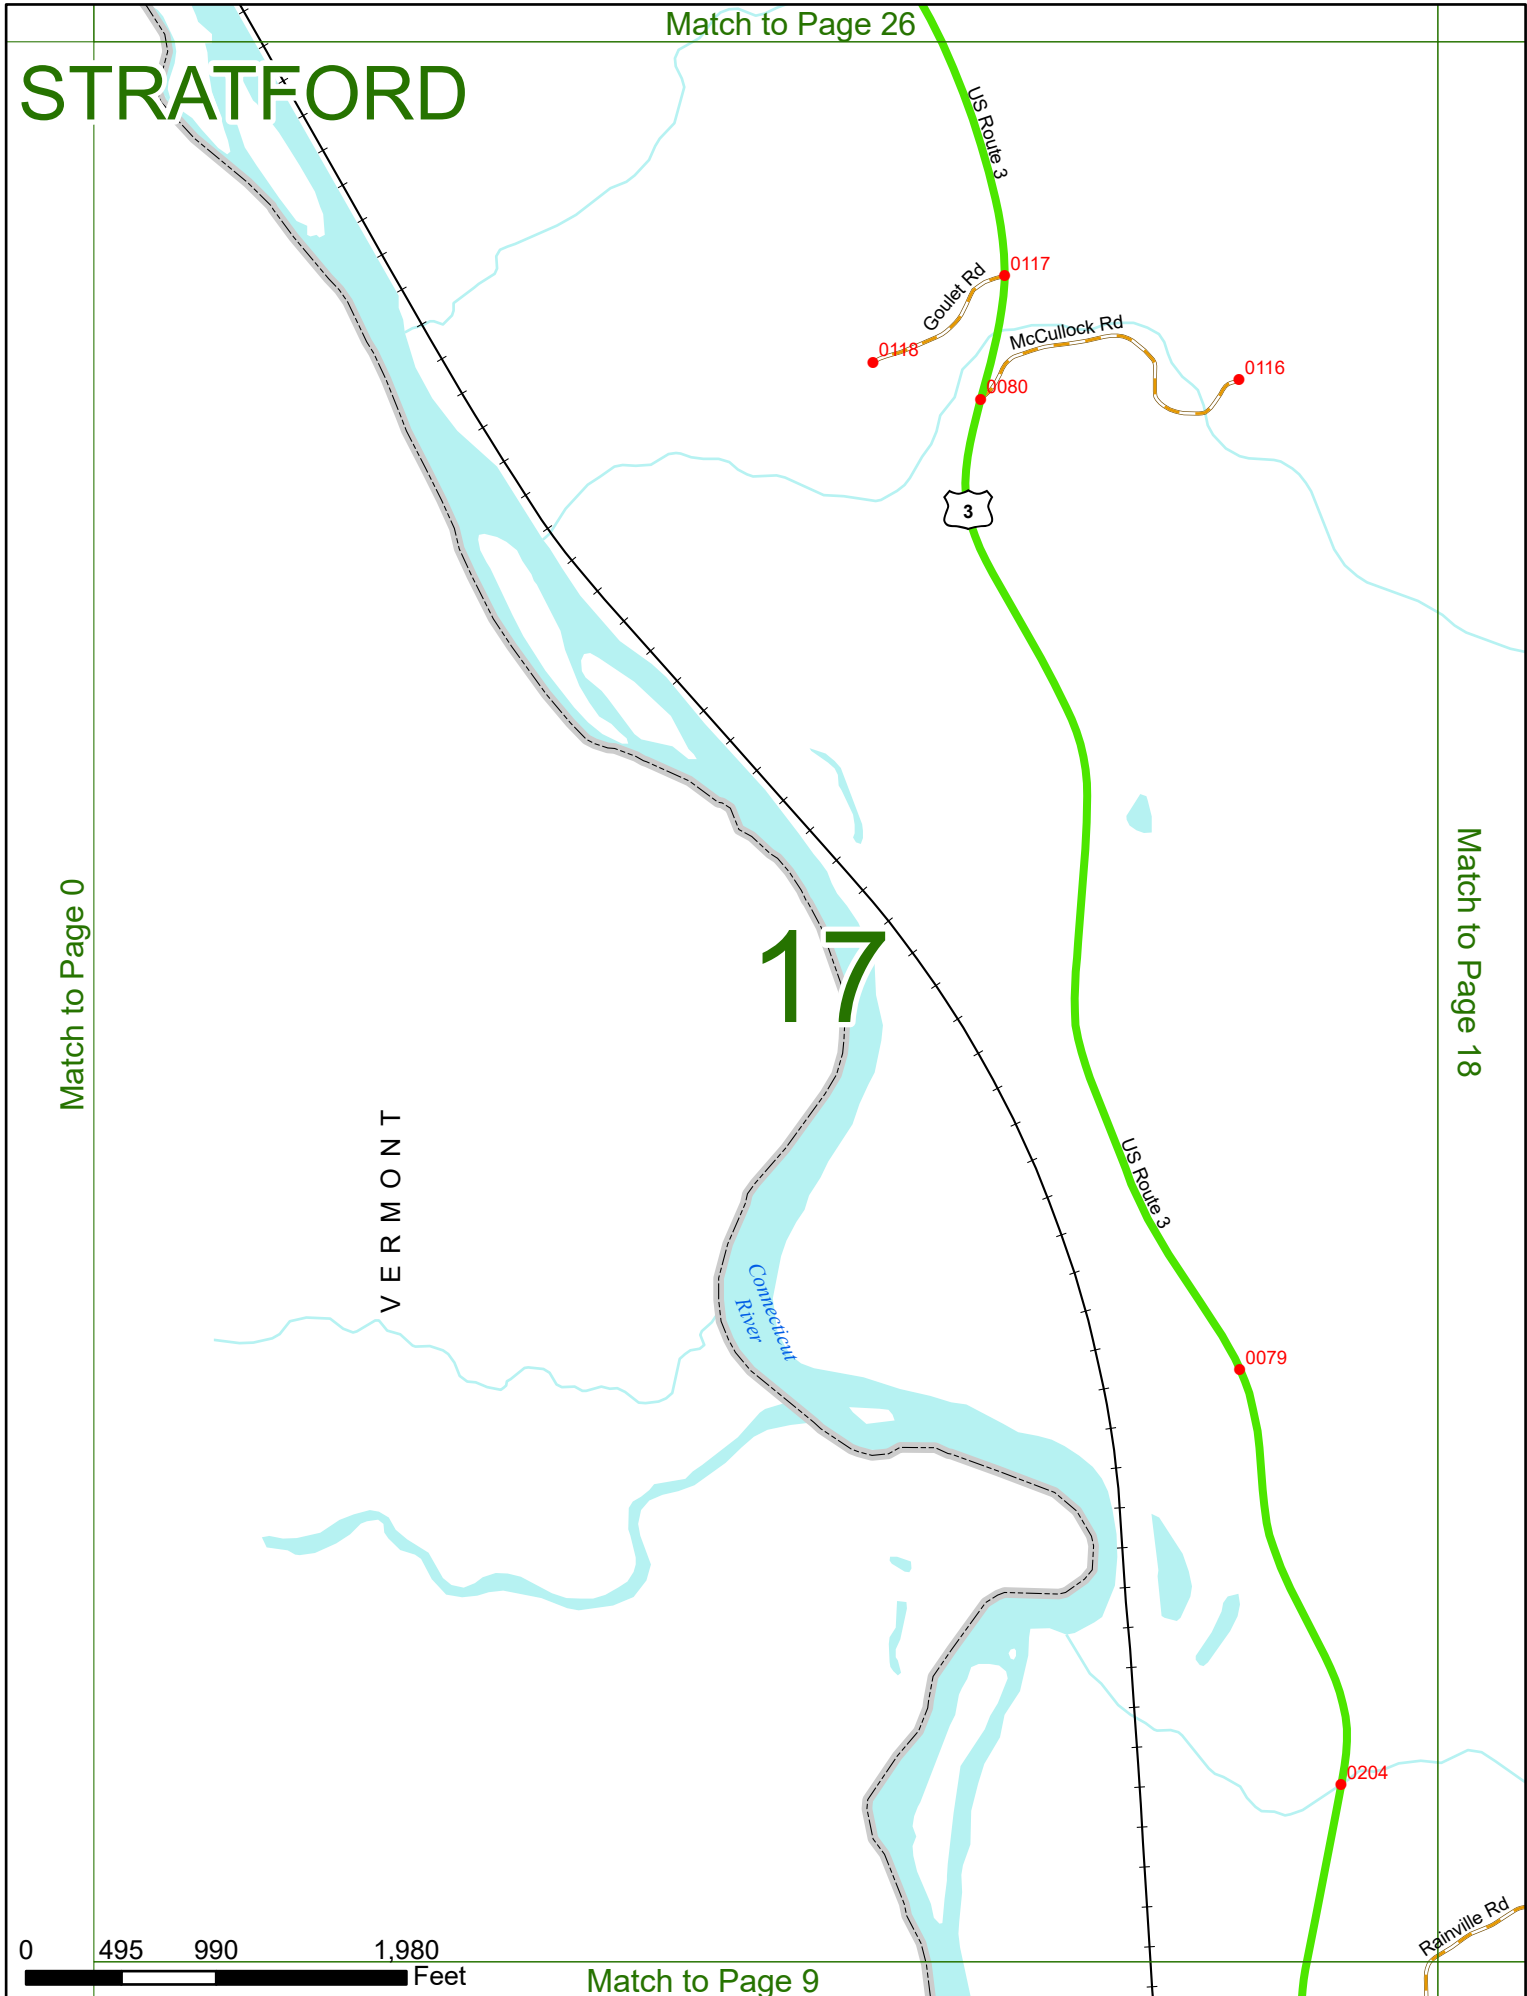 Match to Page 26
STRATFORD
US Route 3
0117
Goulet Rd
McCullock Rd
0118
0116
0080
3
Match to Page 0
Match to Page 18
17
VERMONT
US Route 3
Connecticut
River
0079
0204
Rainville Rd
0 495 990 1,980
Feet
Match to Page 9